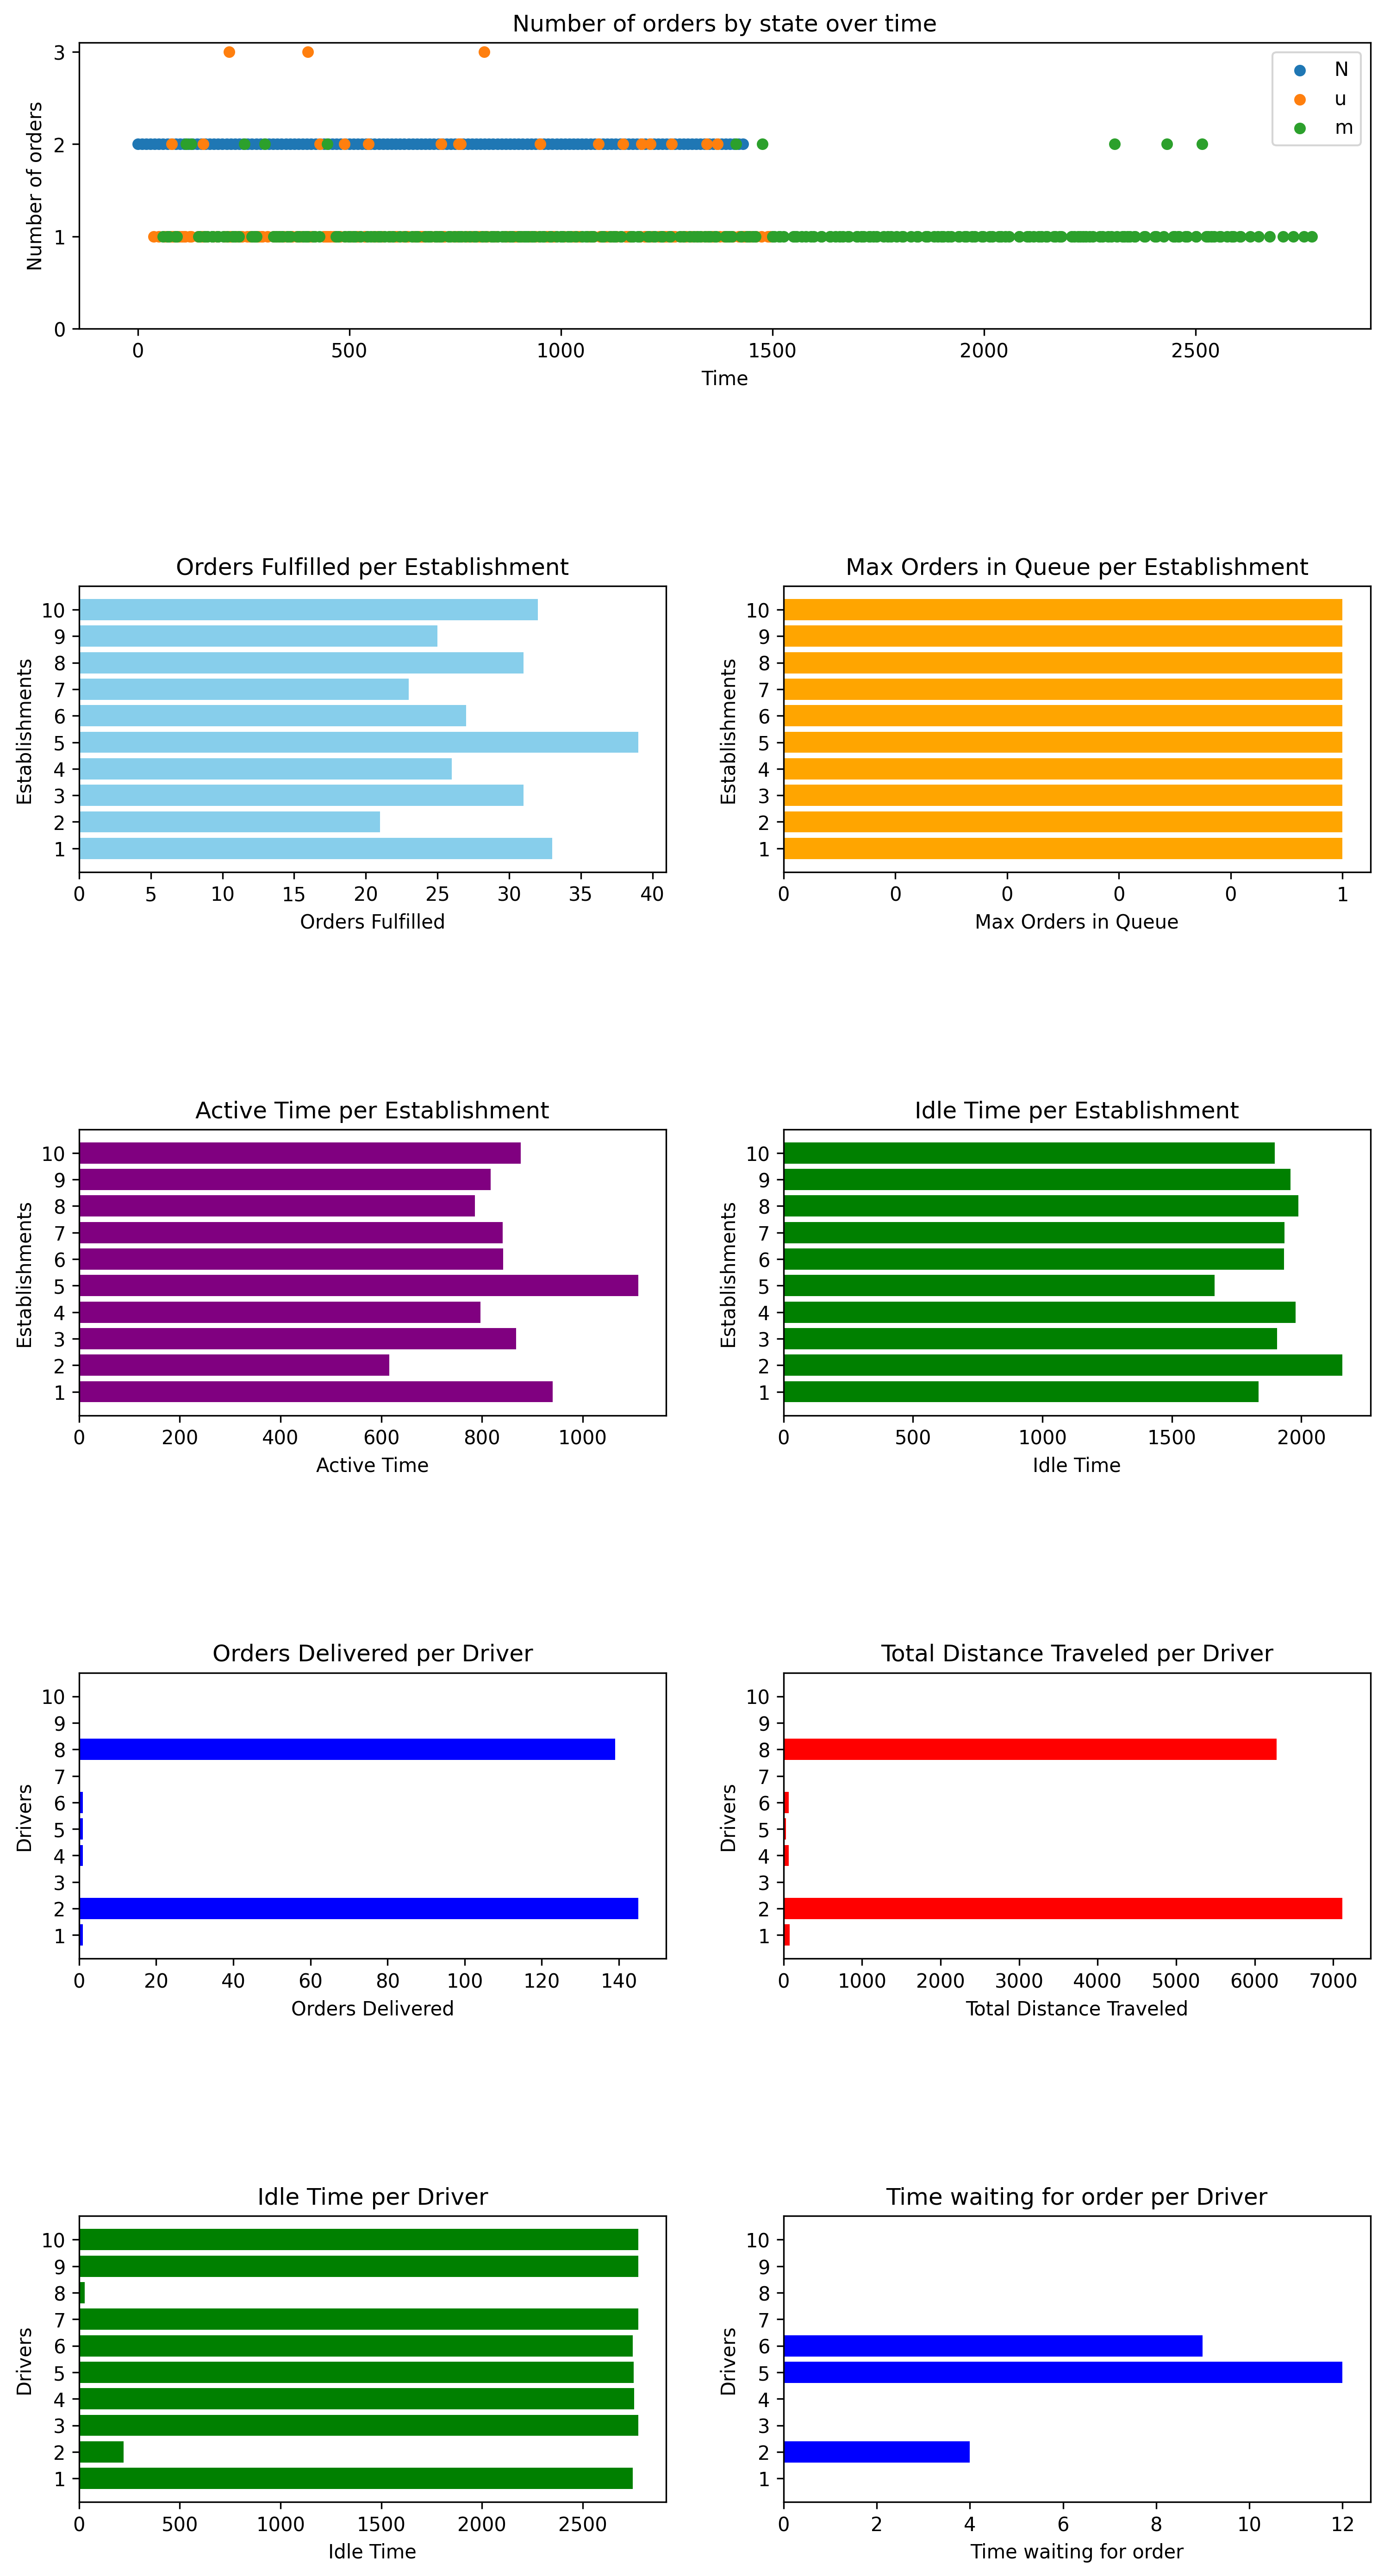 Number of orders by state over time
Number of orders
3
2
1
0
N
u
m
0 500 1000 1500 2000 2500
Time
Orders Fulfilled per Establishment
Establishments
10
9
8
7
6
5
4
3
2
1
0 5 10 15 20 25 30 35 40
Orders Fulfilled
Max Orders in Queue per Establishment
Establishments
10
9
8
7
6
5
4
3
2
1
0 0 0 0 0 1
Max Orders in Queue
Active Time per Establishment
Establishments
10
9
8
7
6
5
4
3
2
1
0 200 400 600 800 1000
Active Time
Idle Time per Establishment
Establishments
10
9
8
7
6
5
4
3
2
1
0 500 1000 1500 2000
Idle Time
Orders Delivered per Driver
Drivers
10
9
8
7
6
5
4
3
2
1
0 20 40 60 80 100 120 140
Orders Delivered
Total Distance Traveled per Driver
Drivers
10
9
8
7
6
5
4
3
2
1
0 1000 2000 3000 4000 5000 6000 7000
Total Distance Traveled
Idle Time per Driver
Drivers
10
9
8
7
6
5
4
3
2
1
0 500 1000 1500 2000 2500
Idle Time
Time waiting for order per Driver
Drivers
10
9
8
7
6
5
4
3
2
1
0 2 4 6 8 10 12
Time waiting for order